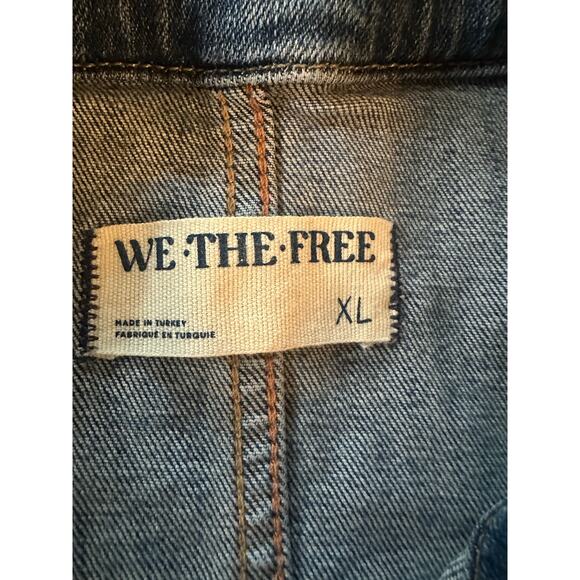 WE·THE·FREE
XL
MADE IN TURKEY
FABRIQUÉ EN TURQUIE